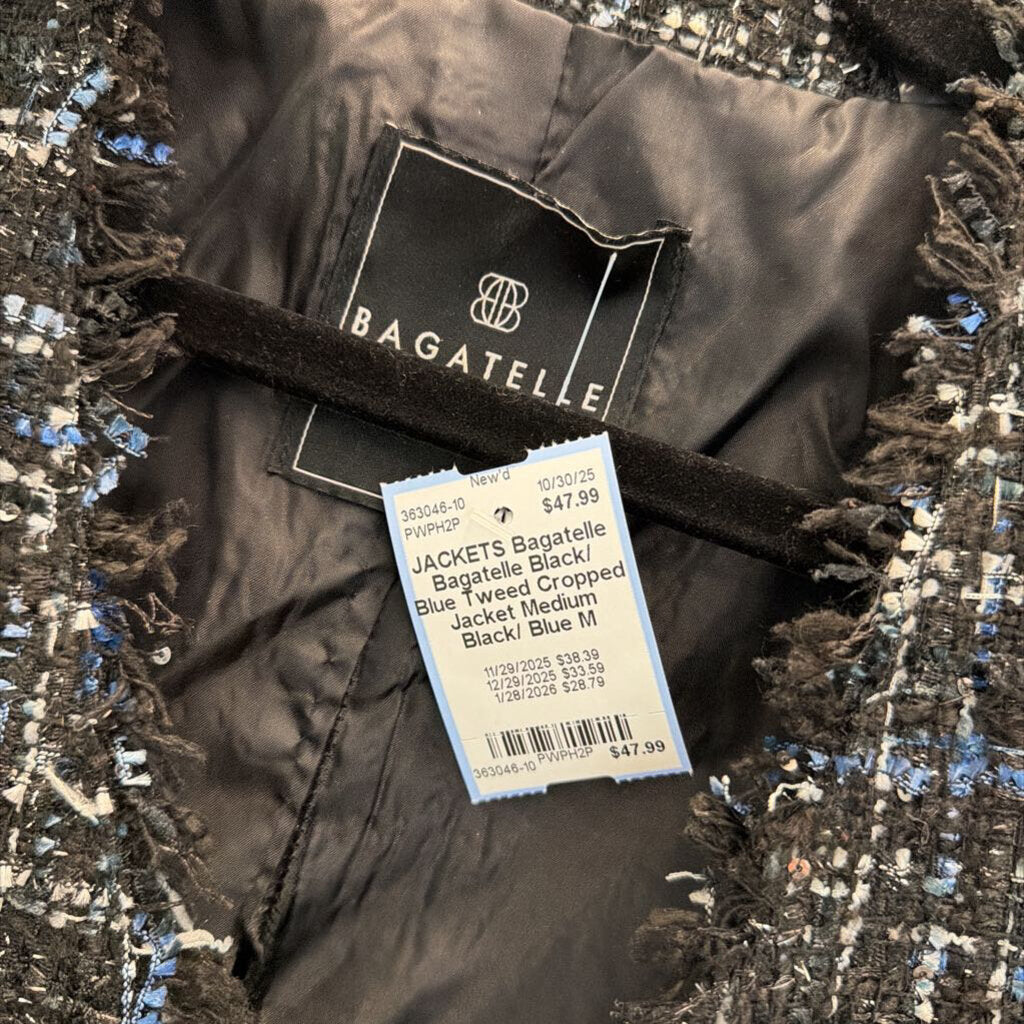 BAGATELLE
New'd
363046-10 10/30/25
PWPH2P $47.99
JACKETS Bagatelle
Bagatelle Black/
Blue Tweed Cropped
Jacket Medium
Black/ Blue M
11/29/2025 $38.39
12/29/2025 $33.59
1/28/2026 $28.79
363046-10 PWPH2P $47.99